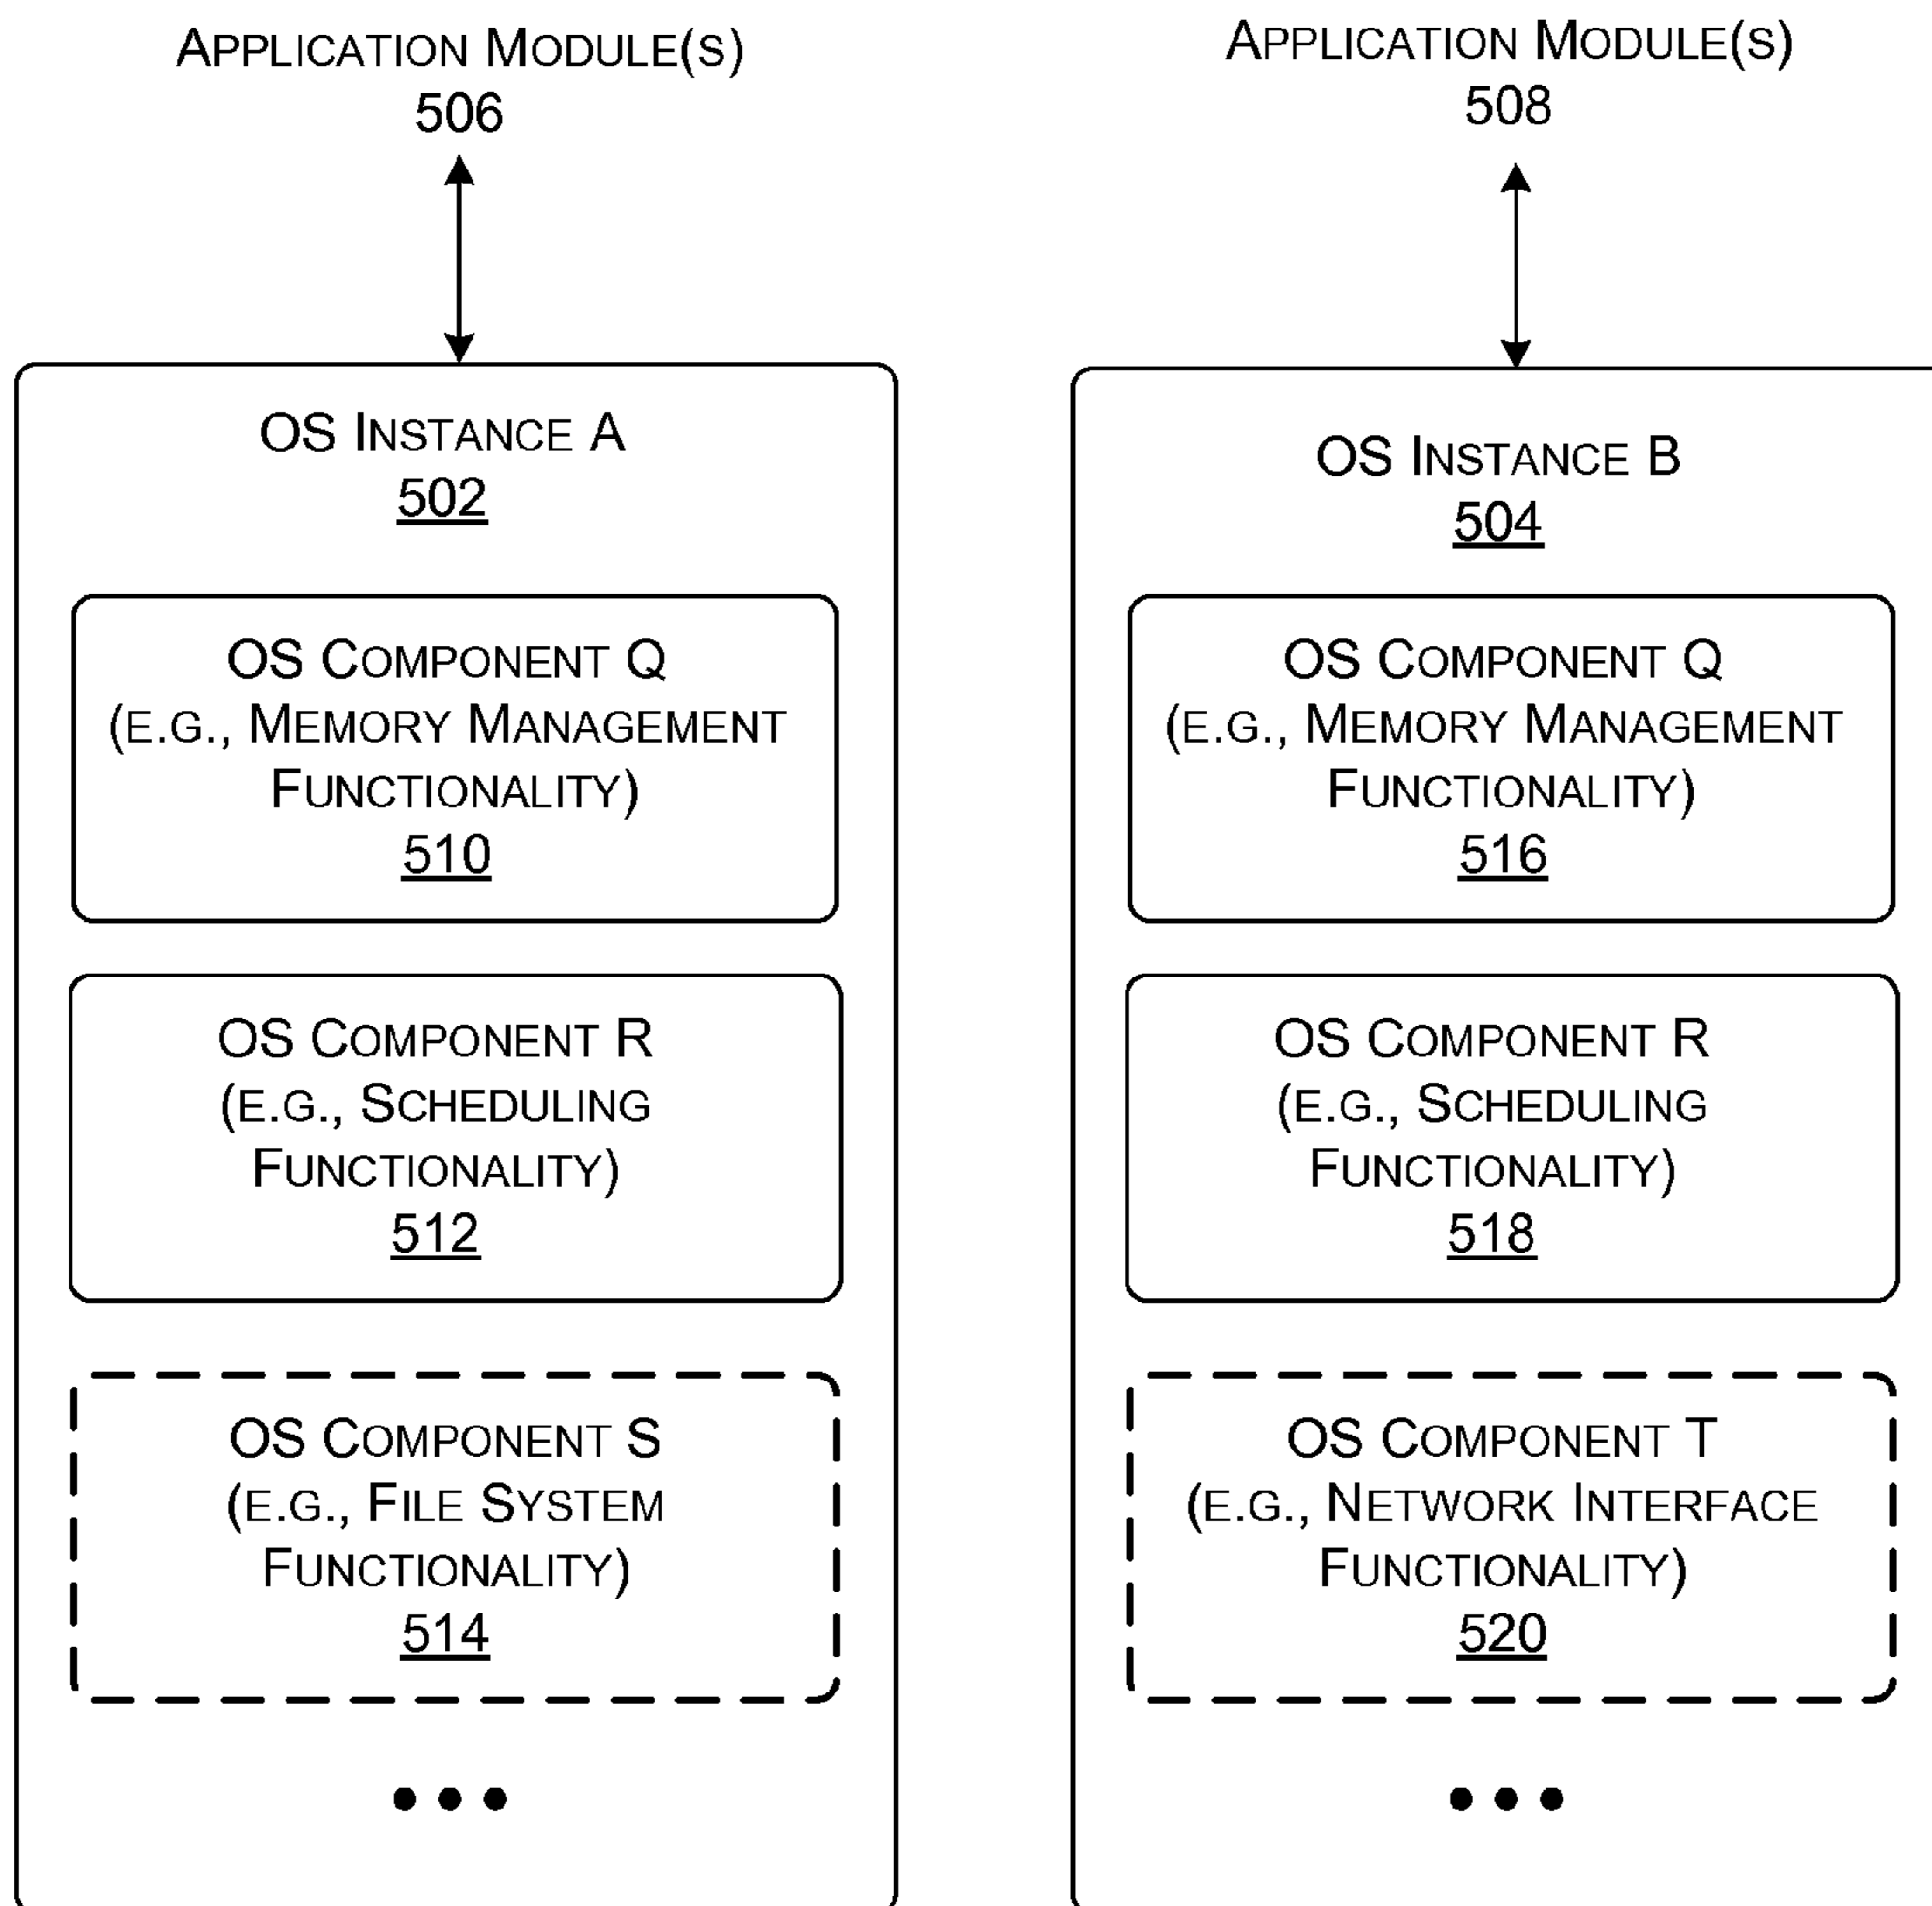 APPLICATION MODULE(S)
506
OS INSTANCE A
502
OS COMPONENT Q
(E.G., MEMORY MANAGEMENT
FUNCTIONALITY)
510
OS COMPONENT R
(E.G., SCHEDULING
FUNCTIONALITY)
512
OS COMPONENT S
(E.G., FILE SYSTEM
FUNCTIONALITY)
514
APPLICATION MODULE(S)
508
OS INSTANCE B
504
OS COMPONENT Q
(E.G., MEMORY MANAGEMENT
FUNCTIONALITY)
516
OS COMPONENT R
(E.G., SCHEDULING
FUNCTIONALITY)
518
OS COMPONENT T
(E.G., NETWORK INTERFACE
FUNCTIONALITY)
520